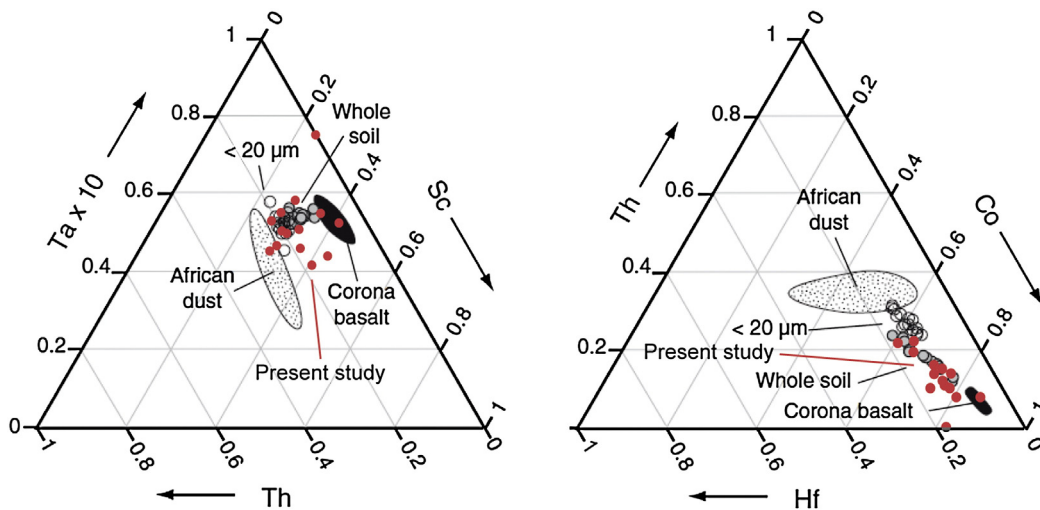 0
1
0.2
0.8
Whole
soil
< 20 µm
0.6
0.4
Ta x 10
Sc
0.4
0.6
African
dust
Corona
basalt
0.2
0.8
Present study
0
1
1
0.8
0.6
0.4
0.2
0
Th
0
1
0.2
0.8
0.6
0.4
Th
African
dust
Co
0.4
0.6
< 20 µm
0.2
Present study
0.8
Whole soil
Corona basalt
0
1
1
0.8
0.6
0.4
0.2
0
Hf